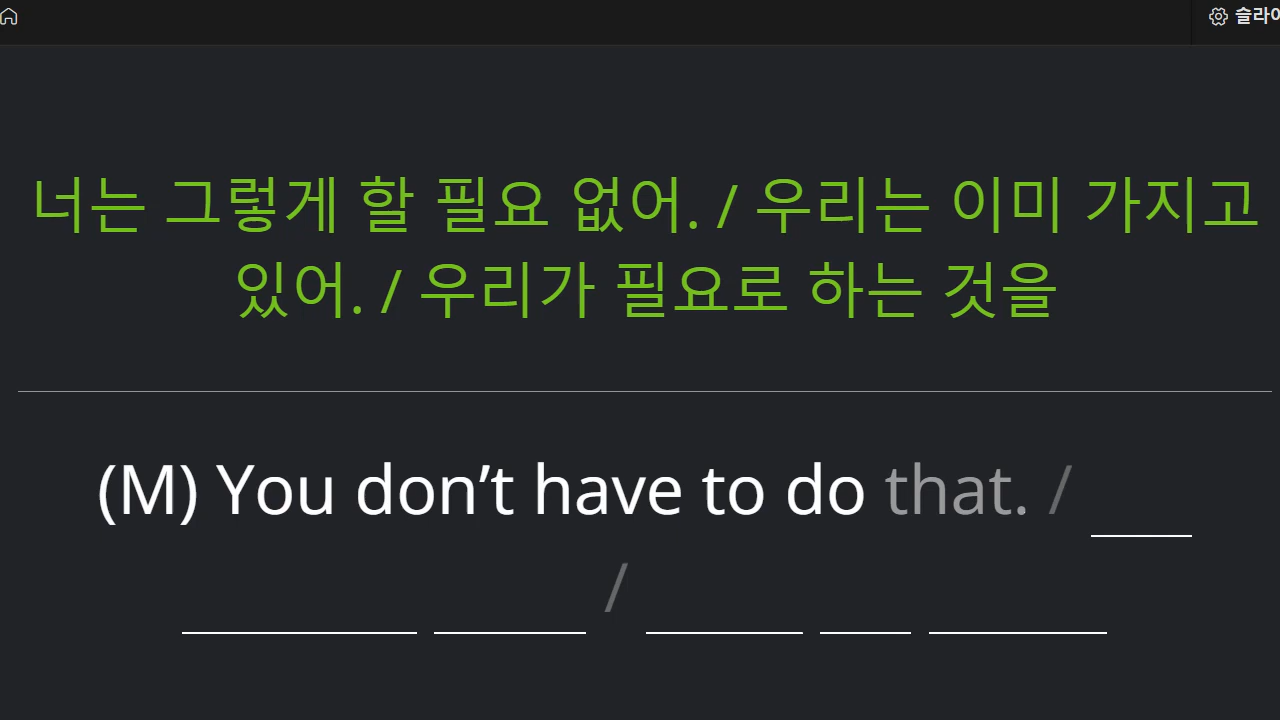 슬라이
너는 그렇게 할 필요 없어. / 우리는 이미 가지고
있어. / 우리가 필요로 하는 것을
(M) You don’t have to do that. /
/